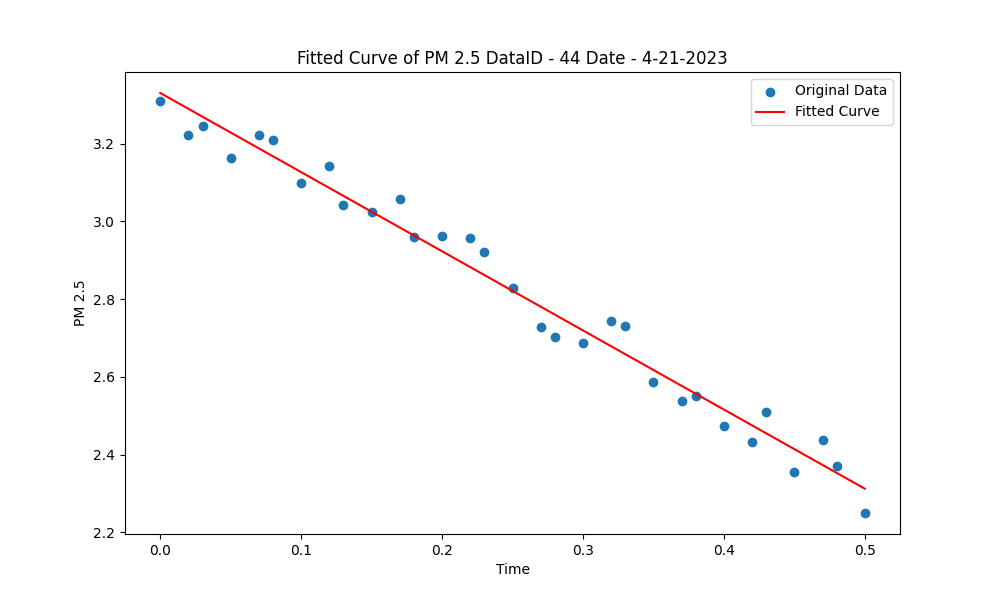 Fitted Curve of PM 2.5 DataID - 44 Date - 4-21-2023
Original Data
Fitted Curve
PM 2.5
3.2
3.0
2.8
2.6
2.4
2.2
0.0 0.1 0.2 0.3 0.4 0.5
Time